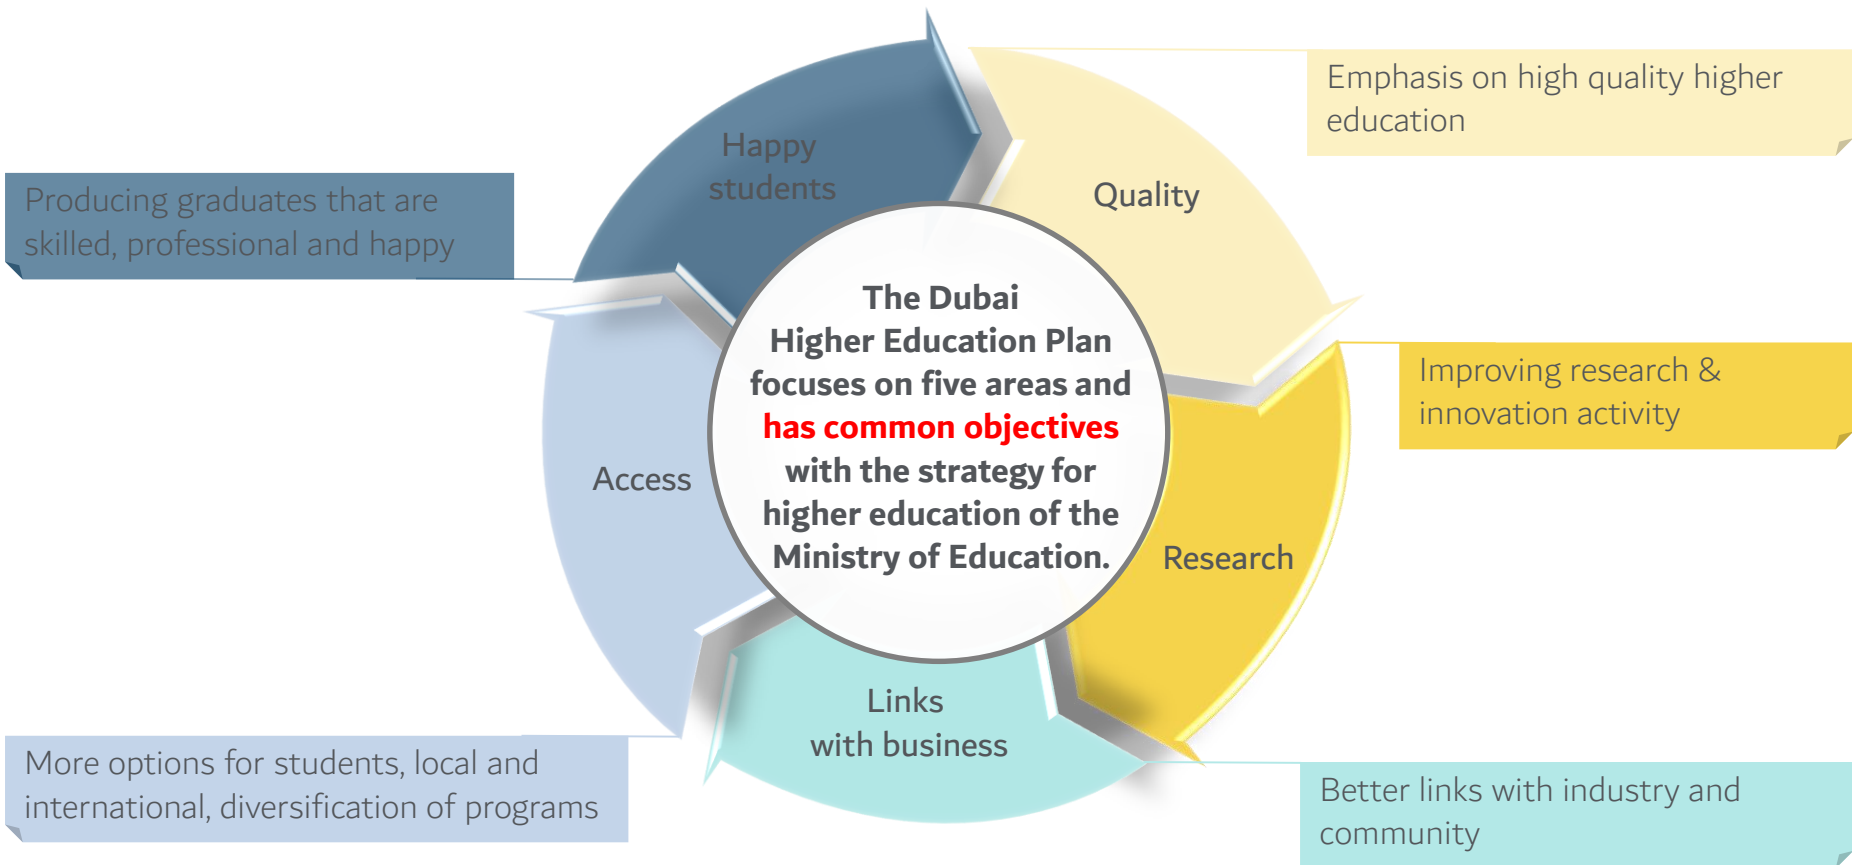 Happy
students
Quality
Emphasis on high quality higher
education
Producing graduates that are
skilled, professional and happy
The Dubai
Higher Education Plan
focuses on five areas and
has common objectives
with the strategy for
higher education of the
Ministry of Education.
Improving research &
innovation activity
Access
Research
Links
with business
More options for students, local and
international, diversification of programs
Better links with industry and
community